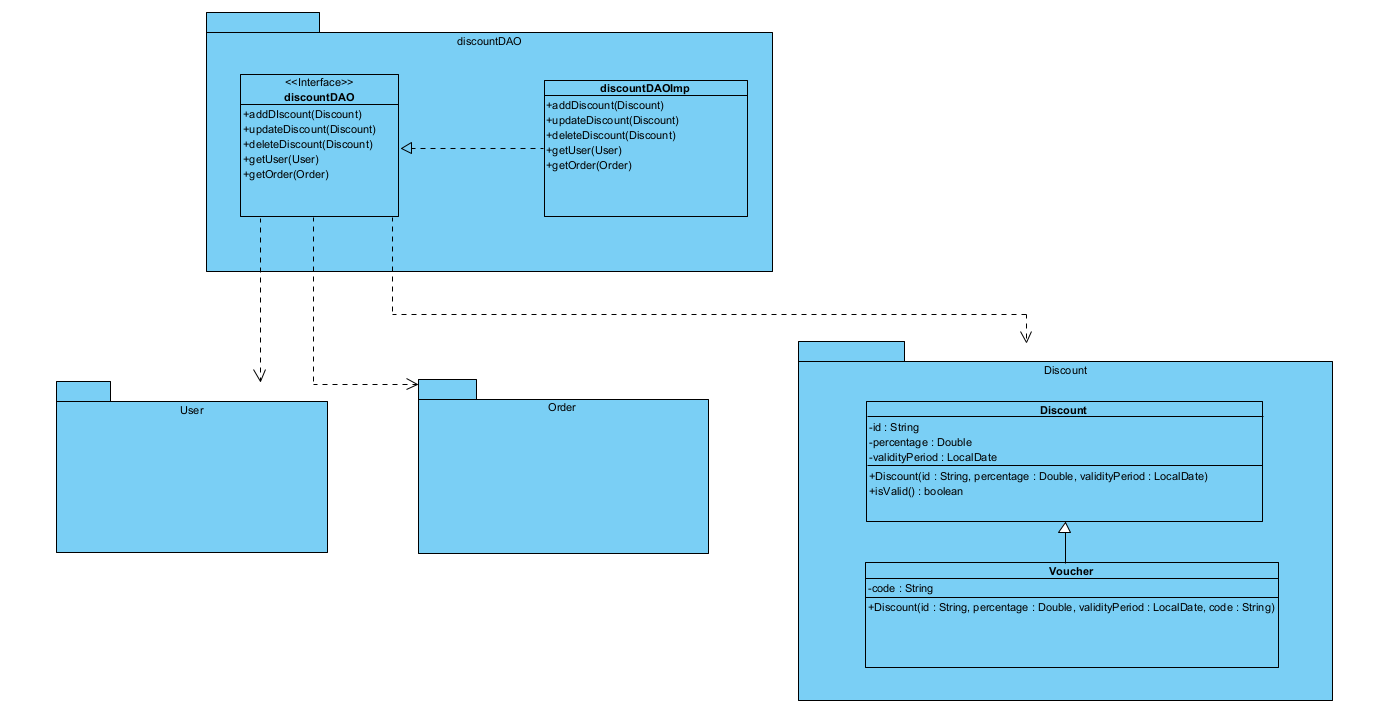 discountDAO
<<Interface>>
discountDAO
+addDIscount(Discount)
+updateDiscount(Discount)
+deleteDiscount(Discount)
+getUser(User)
+getOrder(Order)
discountDAOImp
+addDiscount(Discount)
+updateDiscount(Discount)
+deleteDiscount(Discount)
+getUser(User)
+getOrder(Order)
User
Order
Discount
Discount
-id : String
-percentage : Double
-validityPeriod : LocalDate
+Discount(id : String, percentage : Double, validityPeriod : LocalDate)
+isValid() : boolean
Voucher
-code : String
+Discount(id : String, percentage : Double, validityPeriod : LocalDate, code : String)